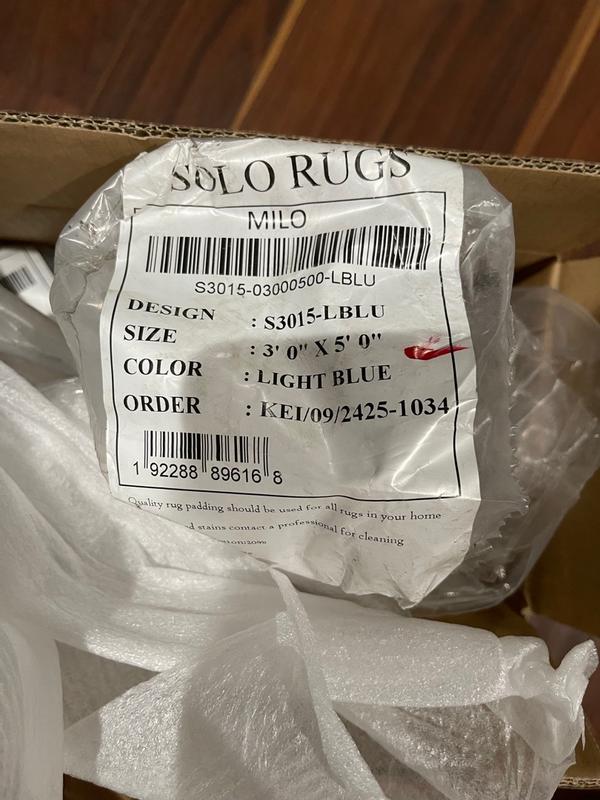 SOLO RUGS
MILO
S3015-03000500-LBLU
DESIGN : S3015-LBLU
SIZE : 3' 0" X 5' 0"
COLOR : LIGHT BLUE
ORDER : KEI/09/2425-1034
1 92288 89616 8
Quality rug padding should be used for all rugs in your home
d stains contact a professional for cleaning